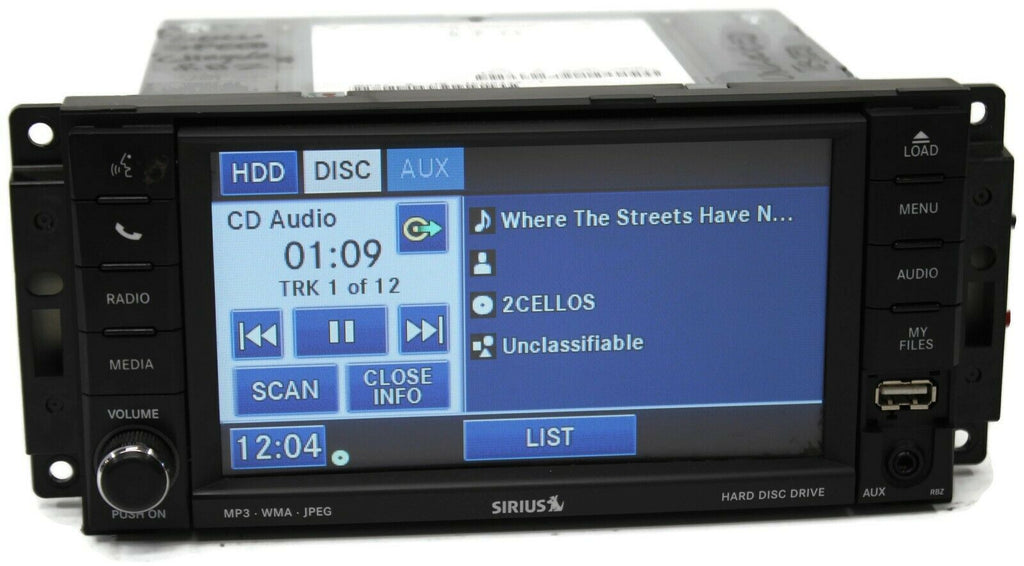 LOAD
HDD DISC AUX
CD Audio
01:09
TRK 1 of 12
SCAN
CLOSE
INFO
Where The Streets Have N...
2CELLOS
Unclassifiable
12:04
LIST
RADIO
MEDIA
VOLUME
PUSH ON
MENU
AUDIO
MY
FILES
MP3 · WMA · JPEG
SIRIUS
HARD DISC DRIVE
AUX
RBZ